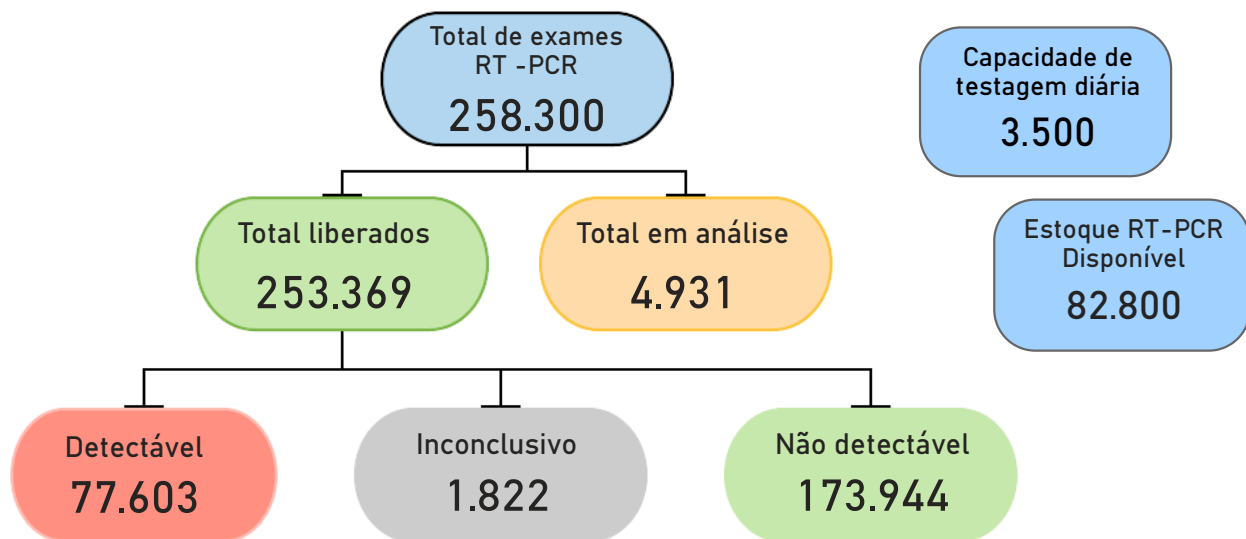 Total de exames
RT -PCR
258.300
Capacidade de
testagem diária
3.500
Total liberados
253.369
Total em análise
4.931
Estoque RT-PCR
Disponível
82.800
Detectável
77.603
Inconclusivo
1.822
Não detectável
173.944